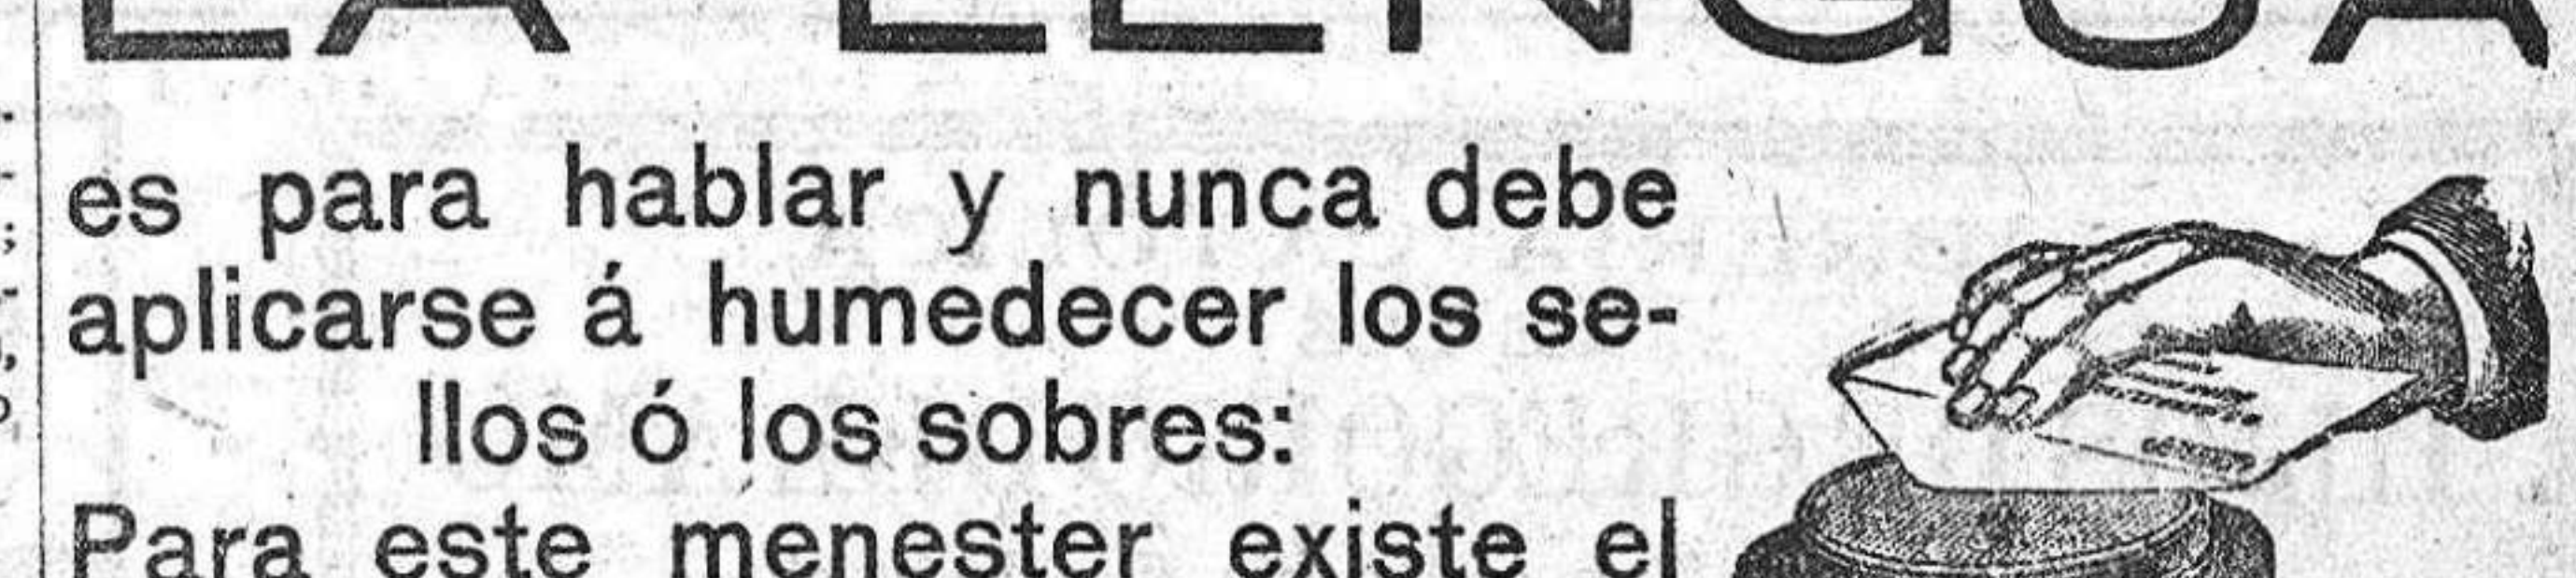 LA LENGUA
es para hablar y nunca debe
aplicarse á humedecer los se-
llos ó los sobres:
Para este menester existe el